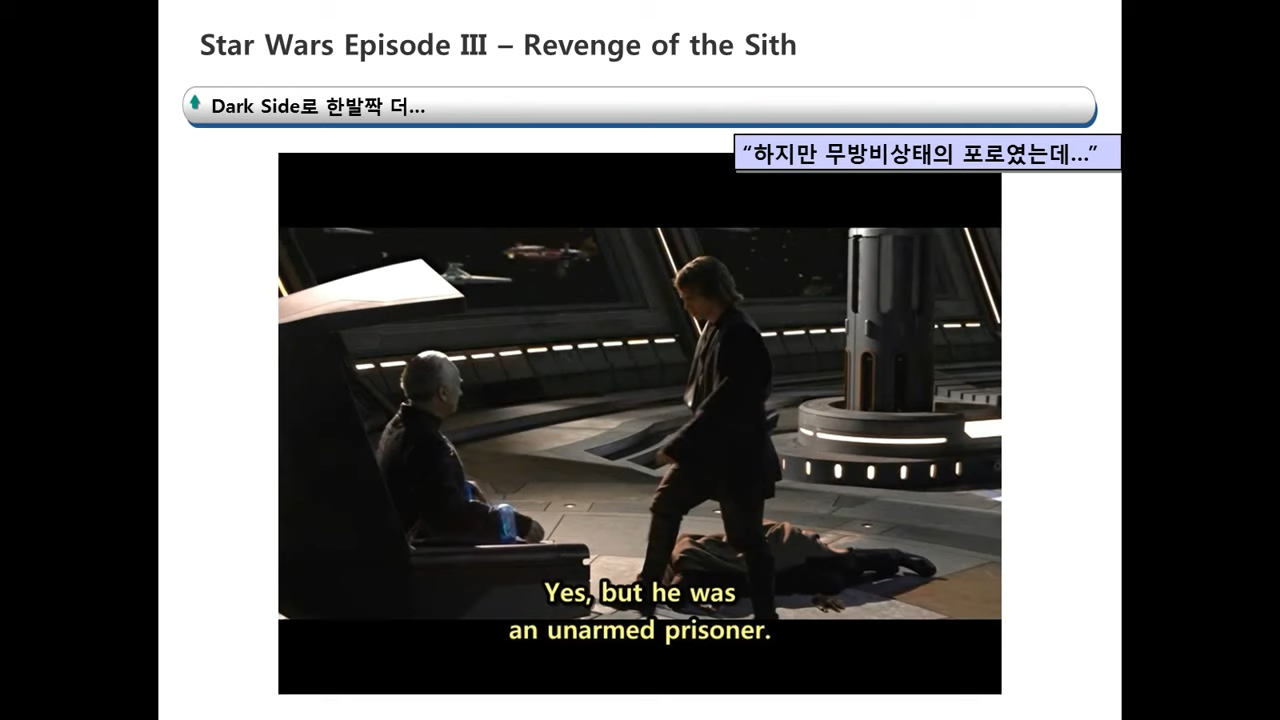 Star Wars Episode III – Revenge of the Sith
Dark Side로 한발짝 더...
“하지만 무방비상태의 포로였는데...”
Yes, but he was
an unarmed prisoner.